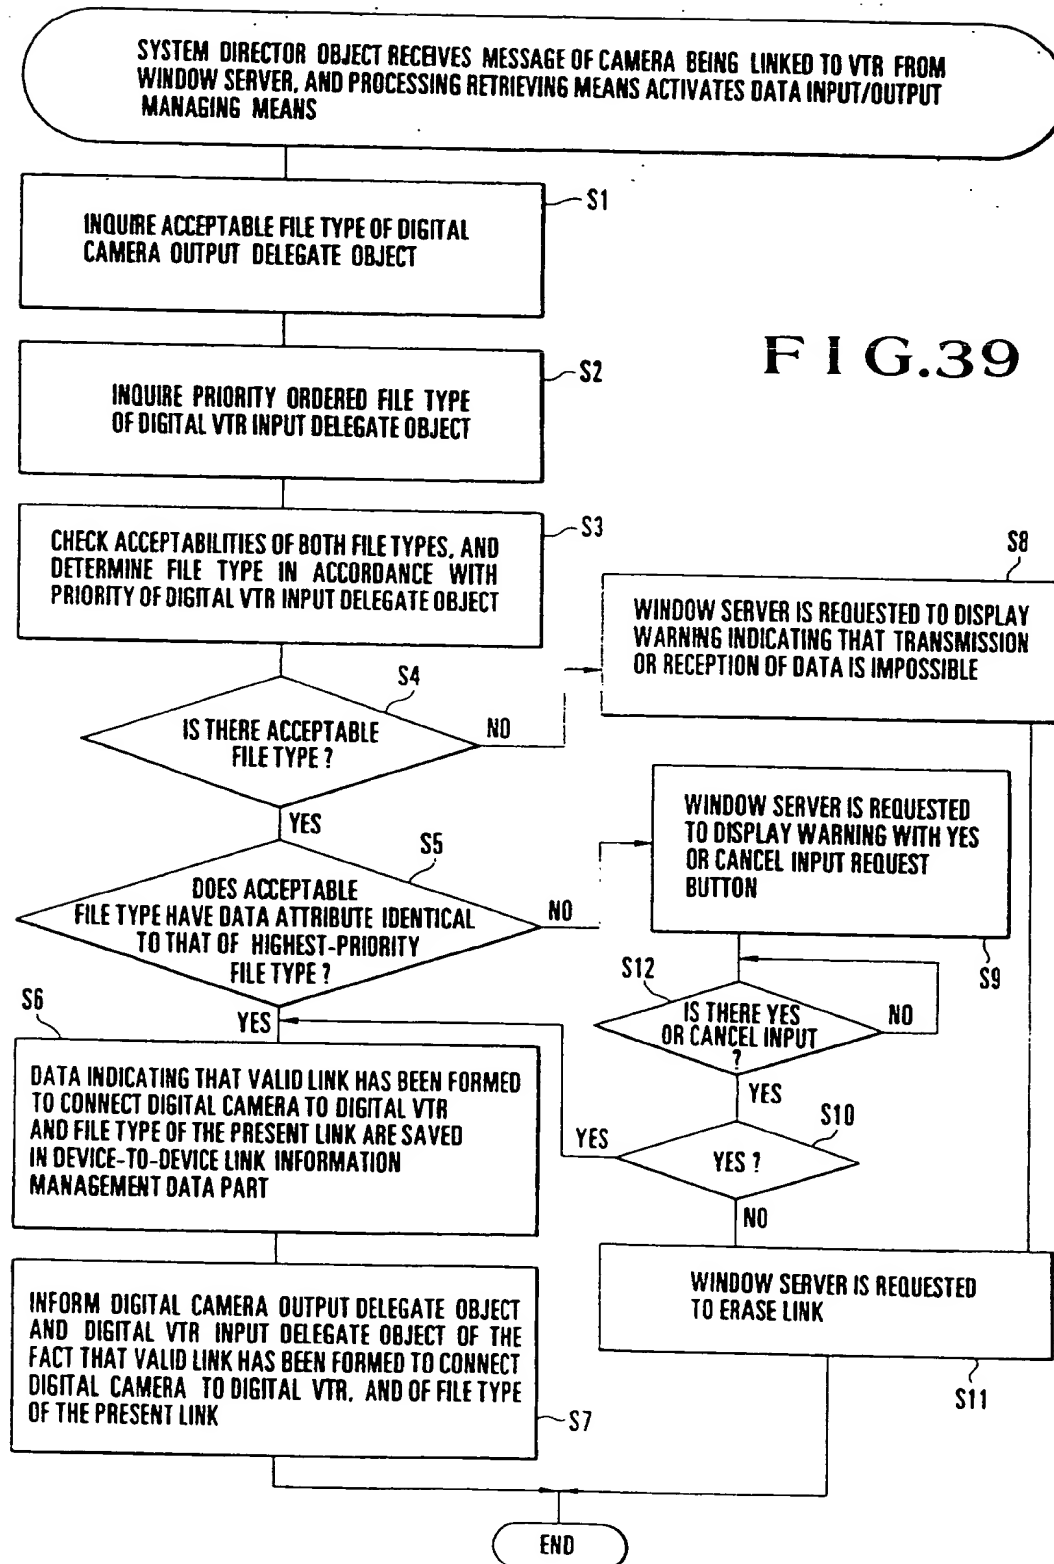 SYSTEM DIRECTOR OBJECT RECEIVES MESSAGE OF CAMERA BEING LINKED TO VTR FROM
WINDOW SERVER, AND PROCESSING RETRIEVING MEANS ACTIVATES DATA INPUT/OUTPUT
MANAGING MEANS
S1
INQUIRE ACCEPTABLE FILE TYPE OF DIGITAL
CAMERA OUTPUT DELEGATE OBJECT
FIG.39
S2
INQUIRE PRIORITY ORDERED FILE TYPE
OF DIGITAL VTR INPUT DELEGATE OBJECT
S3
CHECK ACCEPTABILITIES OF BOTH FILE TYPES, AND
DETERMINE FILE TYPE IN ACCORDANCE WITH
PRIORITY OF DIGITAL VTR INPUT DELEGATE OBJECT
S8
WINDOW SERVER IS REQUESTED TO DISPLAY
WARNING INDICATING THAT TRANSMISSION
OR RECEPTION OF DATA IS IMPOSSIBLE
S4
IS THERE ACCEPTABLE
FILE TYPE ?
NO
YES
S5
DOES ACCEPTABLE
FILE TYPE HAVE DATA ATTRIBUTE IDENTICAL
TO THAT OF HIGHEST-PRIORITY
FILE TYPE ?
NO
YES
WINDOW SERVER IS REQUESTED
TO DISPLAY WARNING WITH YES
OR CANCEL INPUT REQUEST
BUTTON
S9
S12
IS THERE YES
OR CANCEL INPUT
?
NO
YES
S10
YES ?
YES
NO
S6
DATA INDICATING THAT VALID LINK HAS BEEN FORMED
TO CONNECT DIGITAL CAMERA TO DIGITAL VTR
AND FILE TYPE OF THE PRESENT LINK ARE SAVED
IN DEVICE-TO-DEVICE LINK INFORMATION
MANAGEMENT DATA PART
WINDOW SERVER IS REQUESTED
TO ERASE LINK
S11
INFORM DIGITAL CAMERA OUTPUT DELEGATE OBJECT
AND DIGITAL VTR INPUT DELEGATE OBJECT OF THE
FACT THAT VALID LINK HAS BEEN FORMED TO CONNECT
DIGITAL CAMERA TO DIGITAL VTR, AND OF FILE TYPE
OF THE PRESENT LINK
S7
END